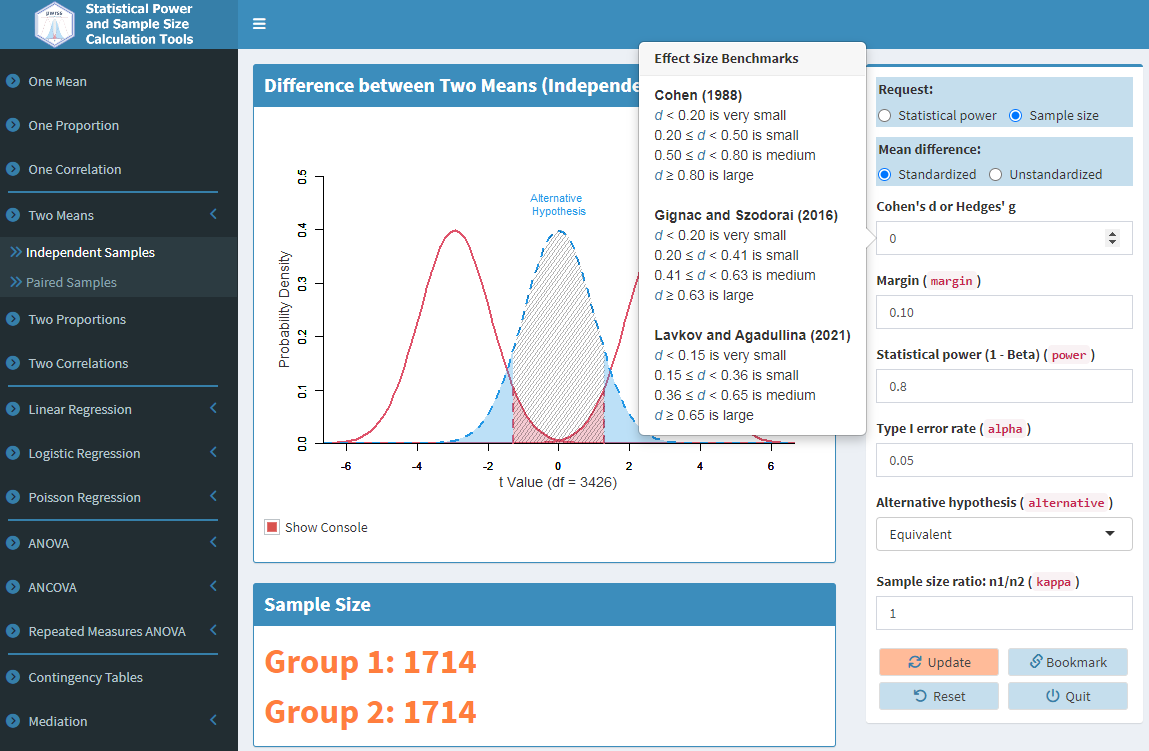 pwrss
Statistical Power
and Sample Size
Calculation Tools
One Mean
One Proportion
One Correlation
Two Means
Independent Samples
Paired Samples
Two Proportions
Two Correlations
Linear Regression
Logistic Regression
Poisson Regression
ANOVA
ANCOVA
Repeated Measures ANOVA
Contingency Tables
Mediation
Difference between Two Means (Independe
Alternative
Hypothesis
Probability Density
0.0
0.1
0.2
0.3
0.4
0.5
-6 -4 -2 0 2 4 6
t Value (df = 3426)
Show Console
Sample Size
Group 1: 1714
Group 2: 1714
Effect Size Benchmarks
Cohen (1988)
d < 0.20 is very small
0.20 ≤ d < 0.50 is small
0.50 ≤ d < 0.80 is medium
d ≥ 0.80 is large
Gignac and Szodorai (2016)
d < 0.20 is very small
0.20 ≤ d < 0.41 is small
0.41 ≤ d < 0.63 is medium
d ≥ 0.63 is large
Lavkov and Agadullina (2021)
d < 0.15 is very small
0.15 ≤ d < 0.36 is small
0.36 ≤ d < 0.65 is medium
d ≥ 0.65 is large
Request:
Statistical power Sample size
Mean difference:
Standardized Unstandardized
Cohen's d or Hedges' g
0
Margin ( margin )
0.10
Statistical power (1 - Beta) ( power )
0.8
Type I error rate ( alpha )
0.05
Alternative hypothesis ( alternative )
Equivalent
Sample size ratio: n1/n2 ( kappa )
1
Update Bookmark
Reset Quit